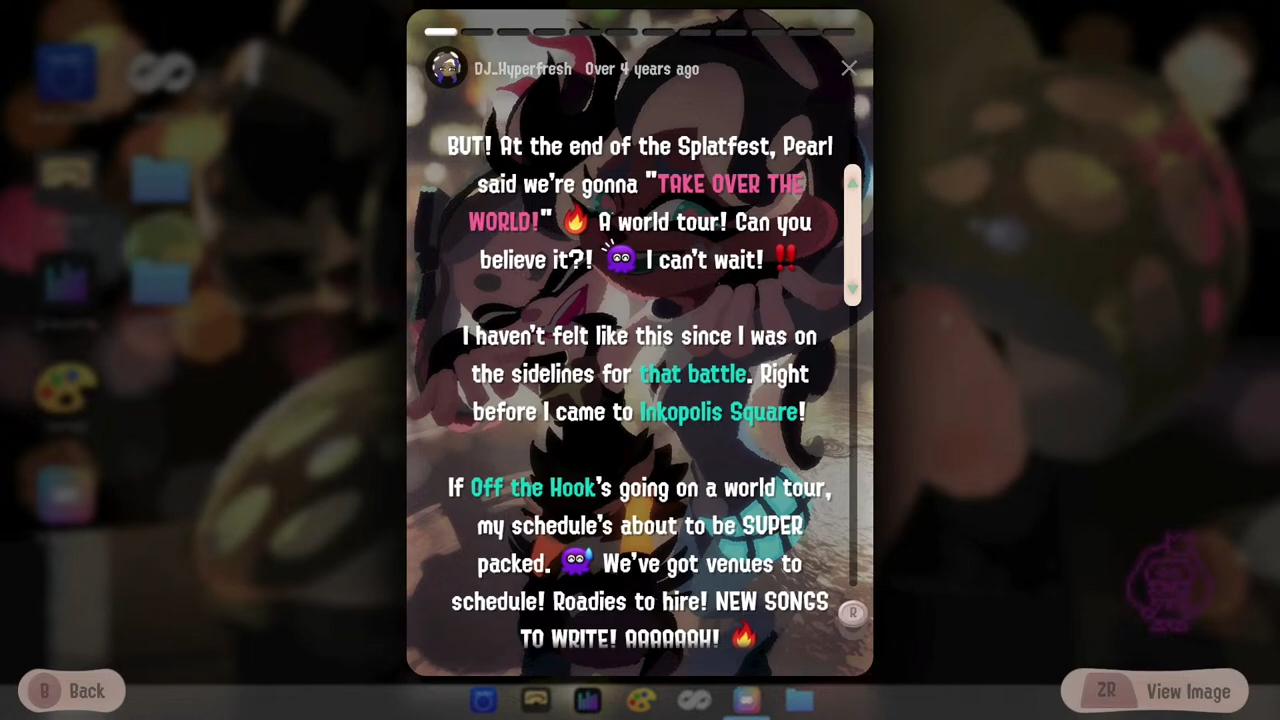 DJ_Hyperfresh Over 4 years ago
BUT! At the end of the Splatfest, Pearl
said we're gonna "TAKE OVER THE
WORLD!" 🔥 A world tour! Can you
believe it?! I can't wait! ‼️
I haven't felt like this since I was on
the sidelines for that battle. Right
before I came to Inkopolis Square!
If Off the Hook's going on a world tour,
my schedule's about to be SUPER
packed. We've got venues to
schedule! Roadies to hire! NEW SONGS
TO WRITE! AAAAAAH! 🔥
R
B Back
ZR View Image